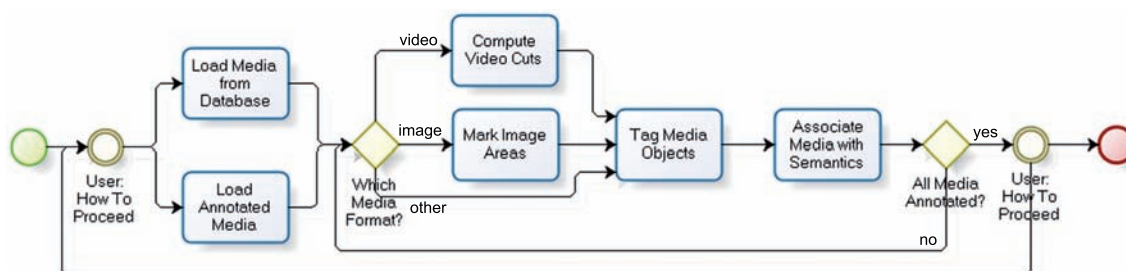 User:
How To
Proceed
Load Media
from
Database
Load
Annotated
Media
Which
Media
Format?
video
image
other
Compute
Video Cuts
Mark Image
Areas
Tag Media
Objects
Associate
Media with
Semantics
All Media
Annotated?
yes
no
User:
How To
Proceed